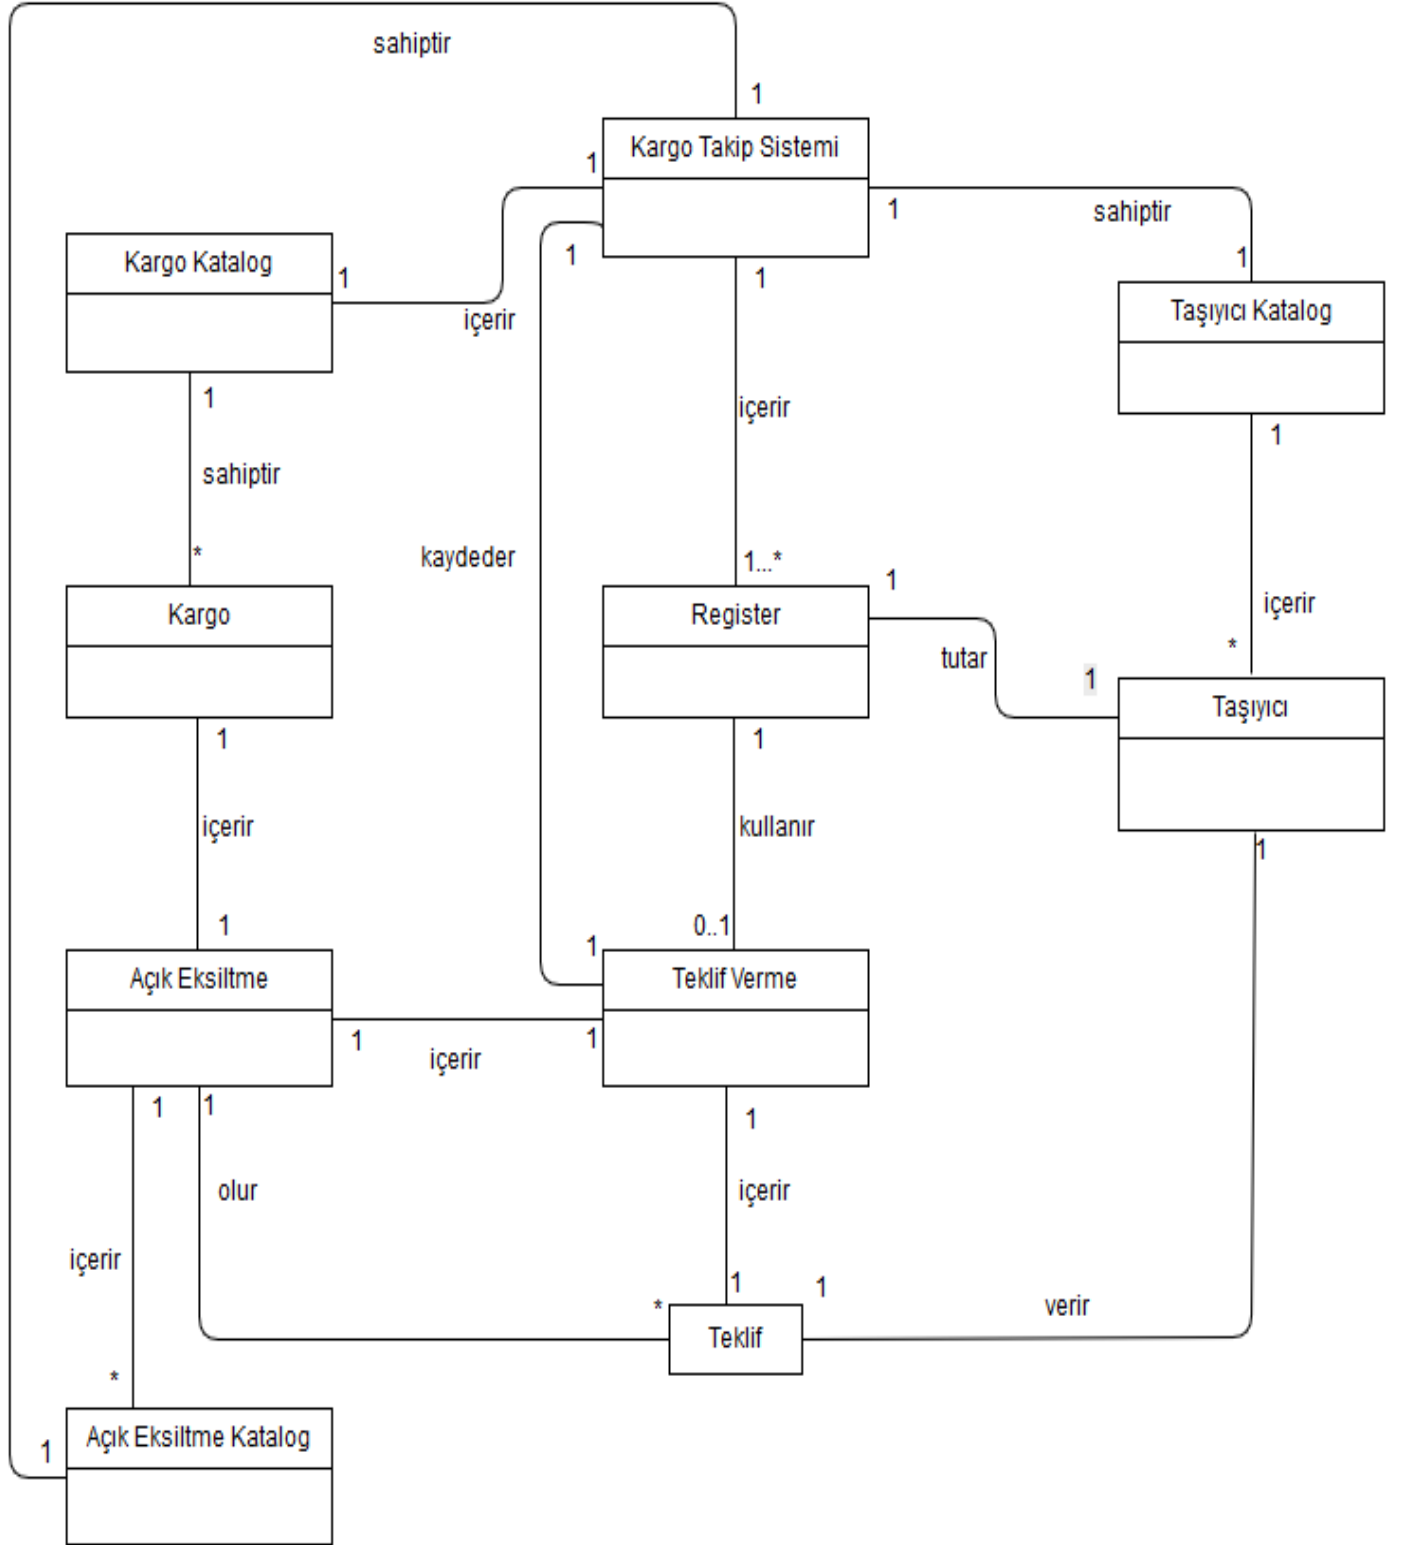 sahiptir
1
Kargo Takip Sistemi
1
1
sahiptir
1
1
1
Kargo Katalog
1
içerir
Taşıyıcı Katalog
1
sahiptir
*
içerir
1
kaydeder
1...*
1
içerir
*
Kargo
Register
tutar
1
Taşıyıcı
1
içerir
1
1
kullanır
0..1
1
1
Açık Eksiltme
Teklif Verme
1
içerir
1
1
1
olur
1
içerir
içerir
*
1
1
verir
Teklif
*
Açık Eksiltme Katalog
1